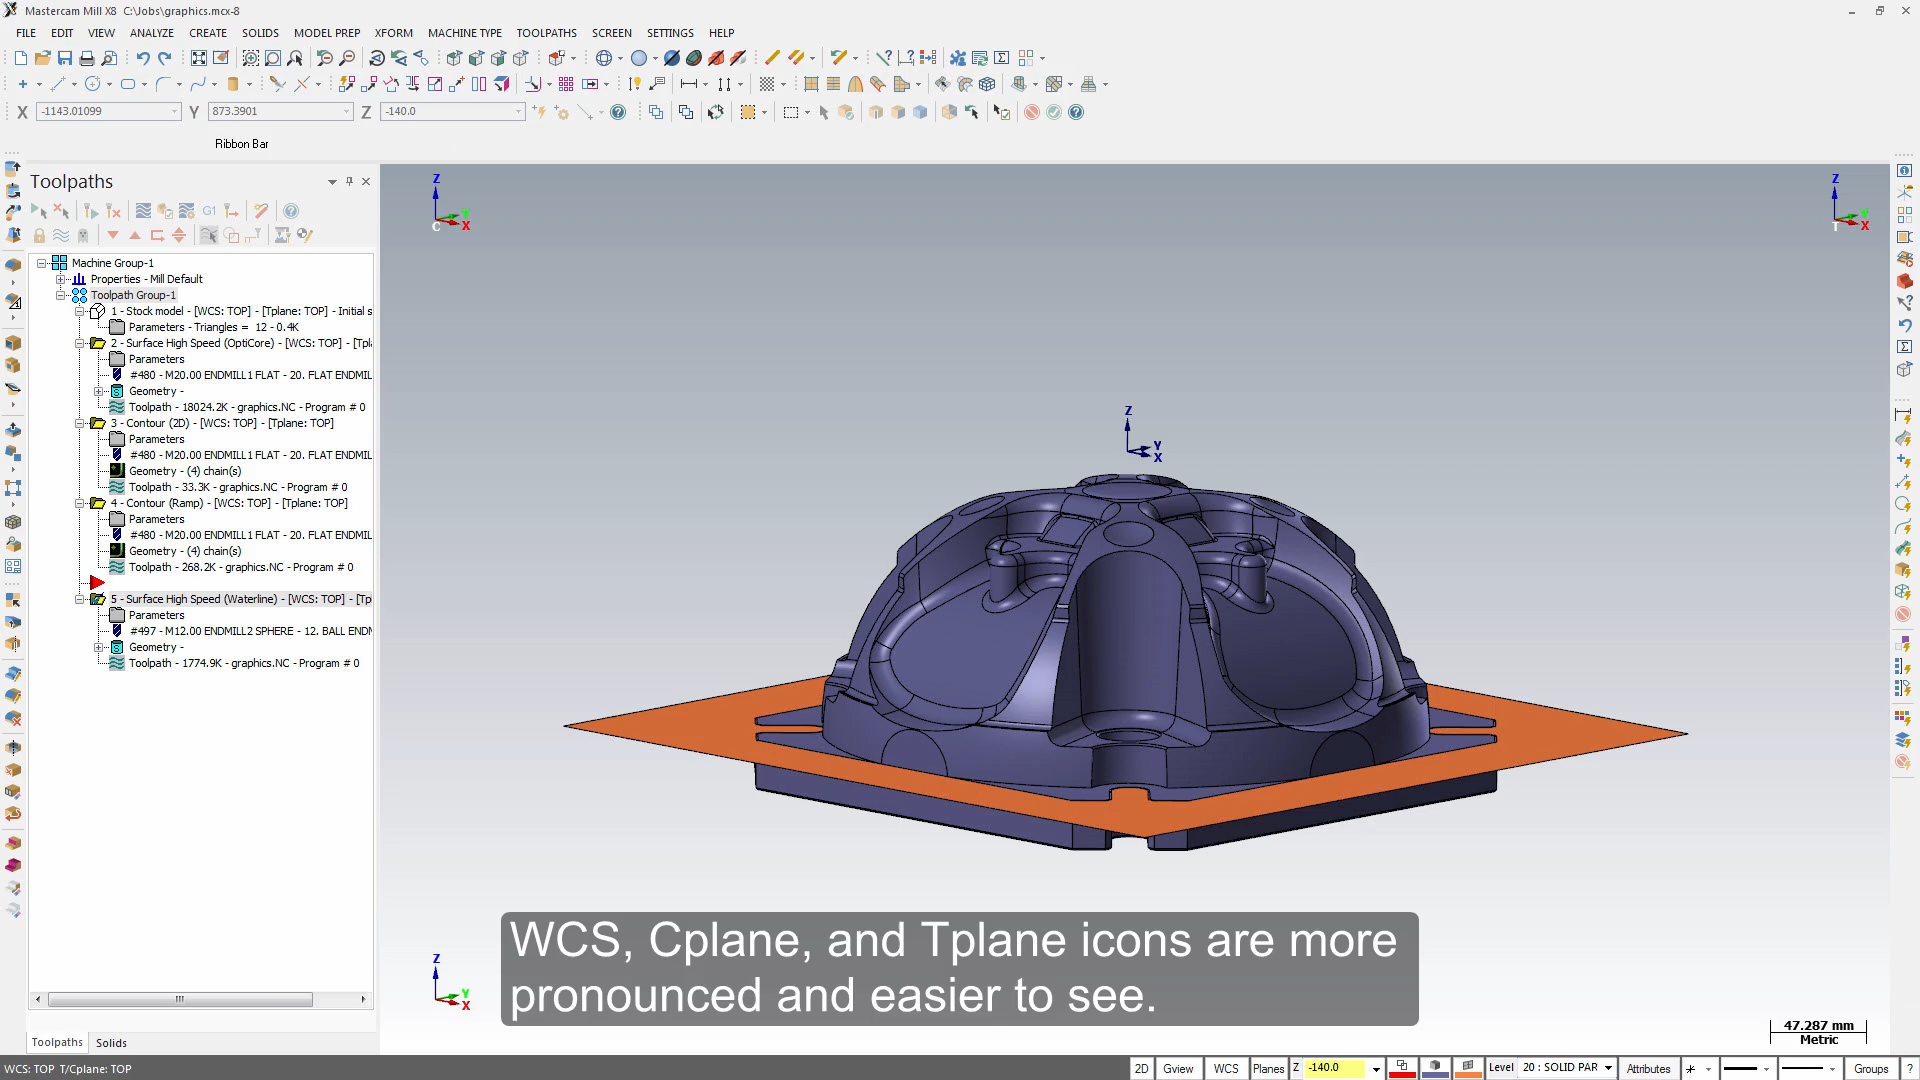 Mastercam Mill X8 C:\Jobs\graphics.mcx-8
FILE EDIT VIEW ANALYZE CREATE SOLIDS MODEL PREP XFORM MACHINE TYPE TOOLPATHS SCREEN SETTINGS HELP
X -1143.01099 Y 873.3901 Z -140.0
Ribbon Bar
Toolpaths
G1
Machine Group-1
Properties - Mill Default
Toolpath Group-1
1 - Stock model - [WCS: TOP] - [Tplane: TOP] - Initial s
Parameters - Triangles = 12 - 0.4K
2 - Surface High Speed (OptiCore) - [WCS: TOP] - [Tpl
Parameters
#480 - M20.00 ENDMILL1 FLAT - 20. FLAT ENDMIL
Geometry -
Toolpath - 18024.2K - graphics.NC - Program # 0
3 - Contour (2D) - [WCS: TOP] - [Tplane: TOP]
Parameters
#480 - M20.00 ENDMILL1 FLAT - 20. FLAT ENDMIL
Geometry - (4) chain(s)
Toolpath - 33.3K - graphics.NC - Program # 0
4 - Contour (Ramp) - [WCS: TOP] - [Tplane: TOP]
Parameters
#480 - M20.00 ENDMILL1 FLAT - 20. FLAT ENDMIL
Geometry - (4) chain(s)
Toolpath - 268.2K - graphics.NC - Program # 0
5 - Surface High Speed (Waterline) - [WCS: TOP] - [Tp
Parameters
#497 - M12.00 ENDMILL2 SPHERE - 12. BALL ENDM
Geometry -
Toolpath - 1774.9K - graphics.NC - Program # 0
Toolpaths Solids
Z
Y
X
C
Z
Y
X
T
Z
Y
X
Z
Y
X
WCS, Cplane, and Tplane icons are more
pronounced and easier to see.
47.287 mm
Metric
WCS: TOP T/Cplane: TOP
2D Gview WCS Planes Z -140.0 Level 20 : SOLID PAR Attributes Groups ?